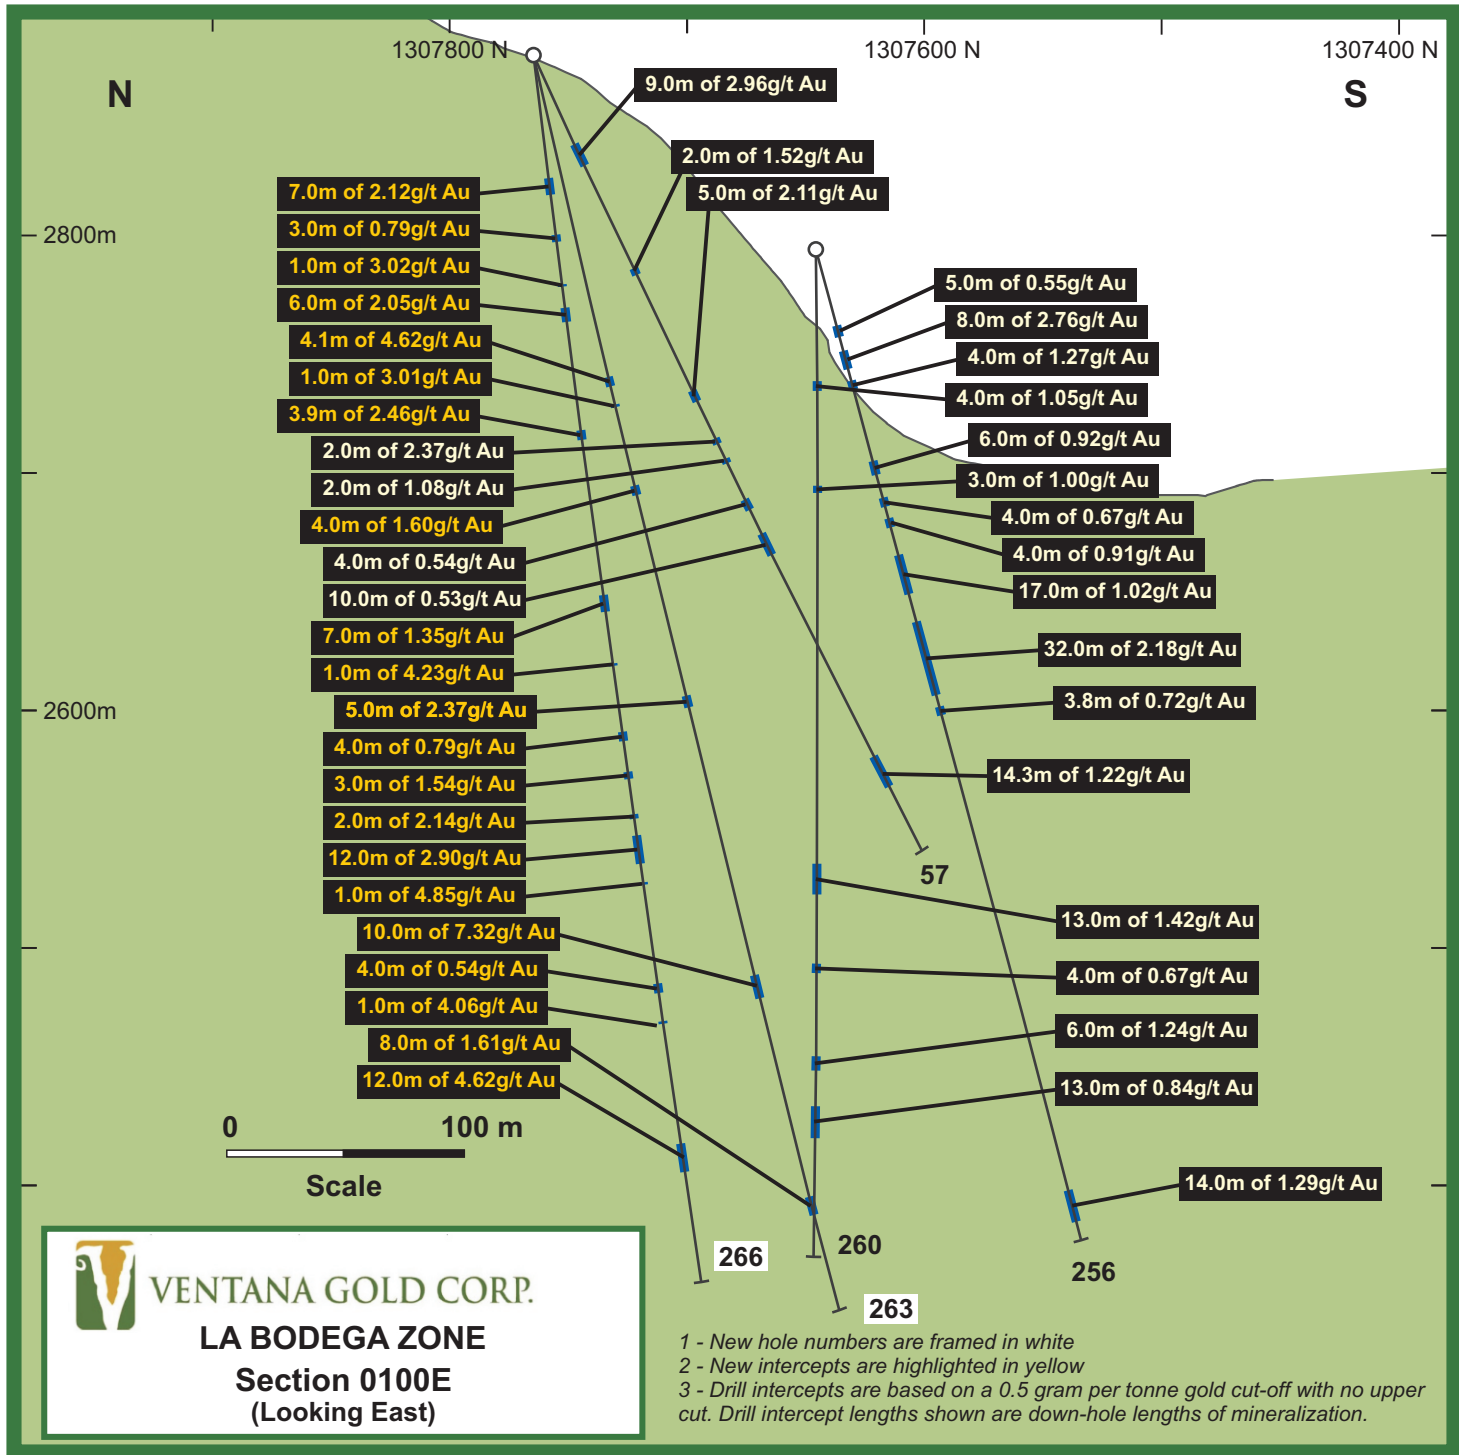 1307800 N
1307600 N
1307400 N
N
S
9.0m of 2.96g/t Au
2.0m of 1.52g/t Au
5.0m of 2.11g/t Au
7.0m of 2.12g/t Au
3.0m of 0.79g/t Au
1.0m of 3.02g/t Au
6.0m of 2.05g/t Au
4.1m of 4.62g/t Au
1.0m of 3.01g/t Au
3.9m of 2.46g/t Au
2.0m of 2.37g/t Au
2.0m of 1.08g/t Au
4.0m of 1.60g/t Au
4.0m of 0.54g/t Au
10.0m of 0.53g/t Au
7.0m of 1.35g/t Au
1.0m of 4.23g/t Au
5.0m of 2.37g/t Au
4.0m of 0.79g/t Au
3.0m of 1.54g/t Au
2.0m of 2.14g/t Au
12.0m of 2.90g/t Au
1.0m of 4.85g/t Au
10.0m of 7.32g/t Au
4.0m of 0.54g/t Au
1.0m of 4.06g/t Au
8.0m of 1.61g/t Au
12.0m of 4.62g/t Au
2800m
2600m
5.0m of 0.55g/t Au
8.0m of 2.76g/t Au
4.0m of 1.27g/t Au
4.0m of 1.05g/t Au
6.0m of 0.92g/t Au
3.0m of 1.00g/t Au
4.0m of 0.67g/t Au
4.0m of 0.91g/t Au
17.0m of 1.02g/t Au
32.0m of 2.18g/t Au
3.8m of 0.72g/t Au
14.3m of 1.22g/t Au
57
13.0m of 1.42g/t Au
4.0m of 0.67g/t Au
6.0m of 1.24g/t Au
13.0m of 0.84g/t Au
14.0m of 1.29g/t Au
0 100 m
Scale
266
260
256
263
VENTANA GOLD CORP.
LA BODEGA ZONE
Section 0100E
(Looking East)
1 - New hole numbers are framed in white
2 - New intercepts are highlighted in yellow
3 - Drill intercepts are based on a 0.5 gram per tonne gold cut-off with no upper
cut. Drill intercept lengths shown are down-hole lengths of mineralization.